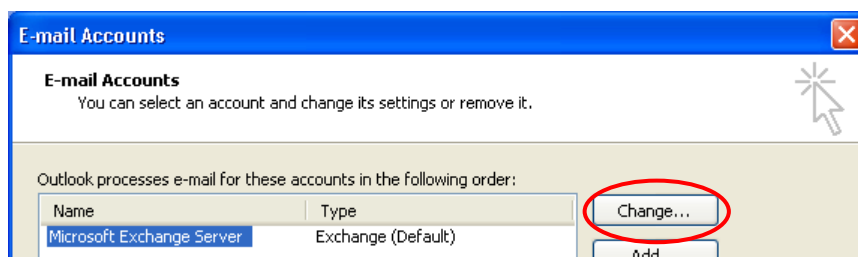 E-mail Accounts
E-mail Accounts
You can select an account and change its settings or remove it.
Outlook processes e-mail for these accounts in the following order:
Name Type
Microsoft Exchange Server Exchange (Default)
Change...
Add...